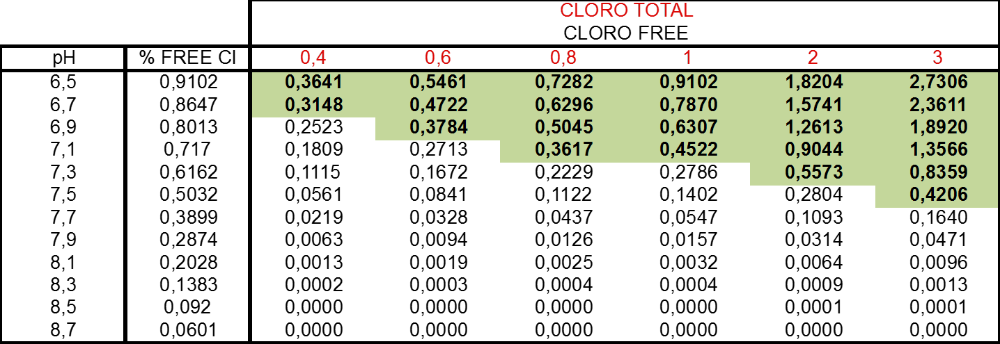 CLORO TOTAL
CLORO FREE
pH % FREE Cl 0,4 0,6 0,8 1 2 3
6,5 0,9102 0,3641 0,5461 0,7282 0,9102 1,8204 2,7306
6,7 0,8647 0,3148 0,4722 0,6296 0,7870 1,5741 2,3611
6,9 0,8013 0,2523 0,3784 0,5045 0,6307 1,2613 1,8920
7,1 0,717 0,1809 0,2713 0,3617 0,4522 0,9044 1,3566
7,3 0,6162 0,1115 0,1672 0,2229 0,2786 0,5573 0,8359
7,5 0,5032 0,0561 0,0841 0,1122 0,1402 0,2804 0,4206
7,7 0,3899 0,0219 0,0328 0,0437 0,0547 0,1093 0,1640
7,9 0,2874 0,0063 0,0094 0,0126 0,0157 0,0314 0,0471
8,1 0,2028 0,0013 0,0019 0,0025 0,0032 0,0064 0,0096
8,3 0,1383 0,0002 0,0003 0,0004 0,0004 0,0009 0,0013
8,5 0,092 0,0000 0,0000 0,0000 0,0000 0,0001 0,0001
8,7 0,0601 0,0000 0,0000 0,0000 0,0000 0,0000 0,0000